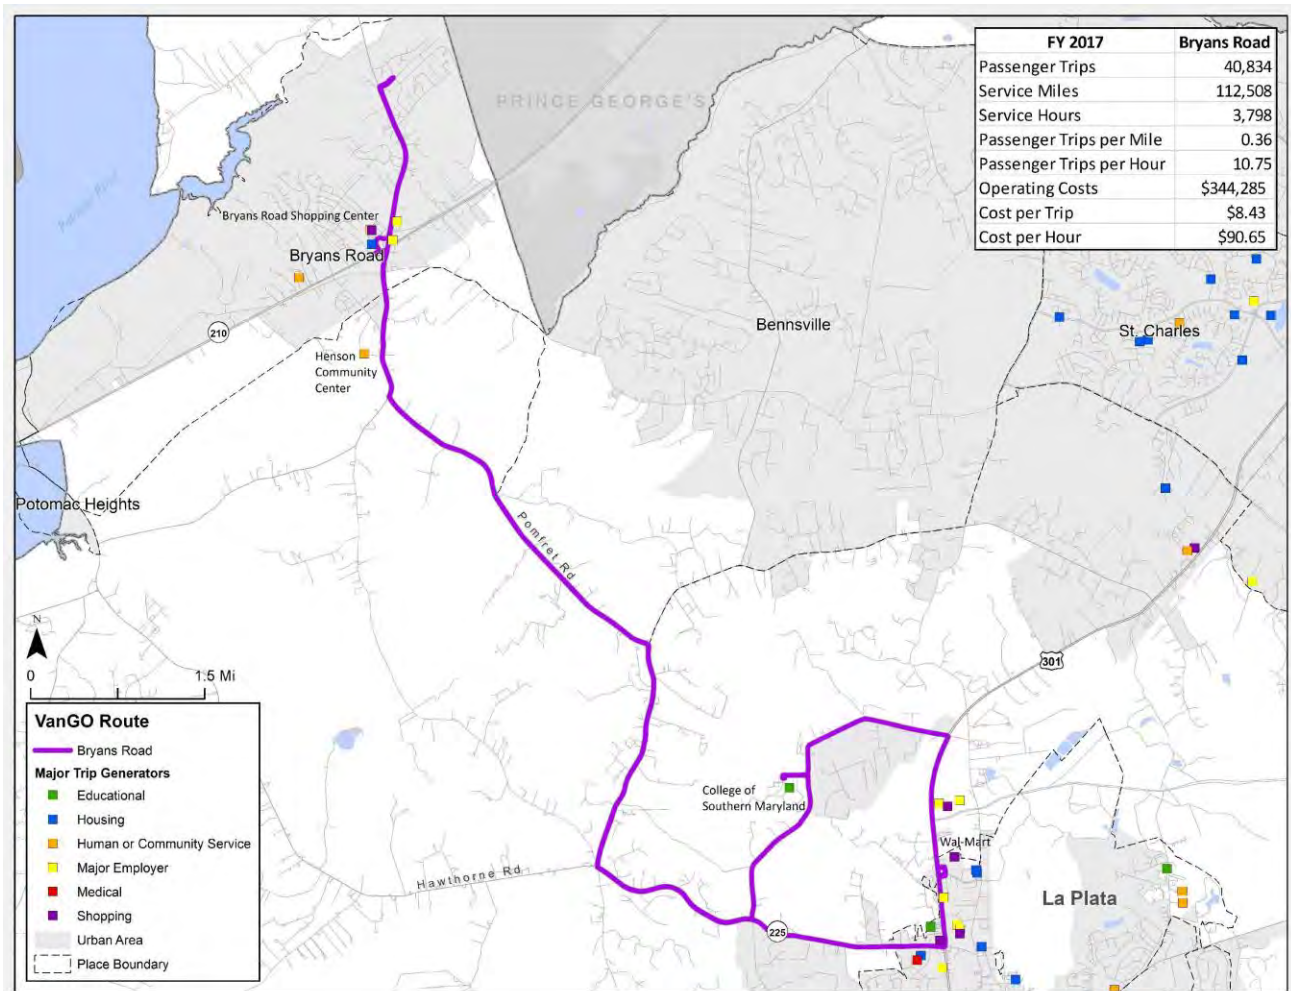 FY 2017 Bryans Road
Passenger Trips 40,834
Service Miles 112,508
Service Hours 3,798
Passenger Trips per Mile 0.36
Passenger Trips per Hour 10.75
Operating Costs $344,285
Cost per Trip $8.43
Cost per Hour $90.65
PRINCE GEORGE'S
Bryans Road Shopping Center
Bryans Road
210
Henson
Community
Center
Bennsville
St. Charles
Potomac Heights
Pomfret Rd
301
College of
Southern Maryland
Wal-Mart
La Plata
Hawthorne Rd
225
N
0 1.5 Mi
VanGO Route
Bryans Road
Major Trip Generators
Educational
Housing
Human or Community Service
Major Employer
Medical
Shopping
Urban Area
Place Boundary